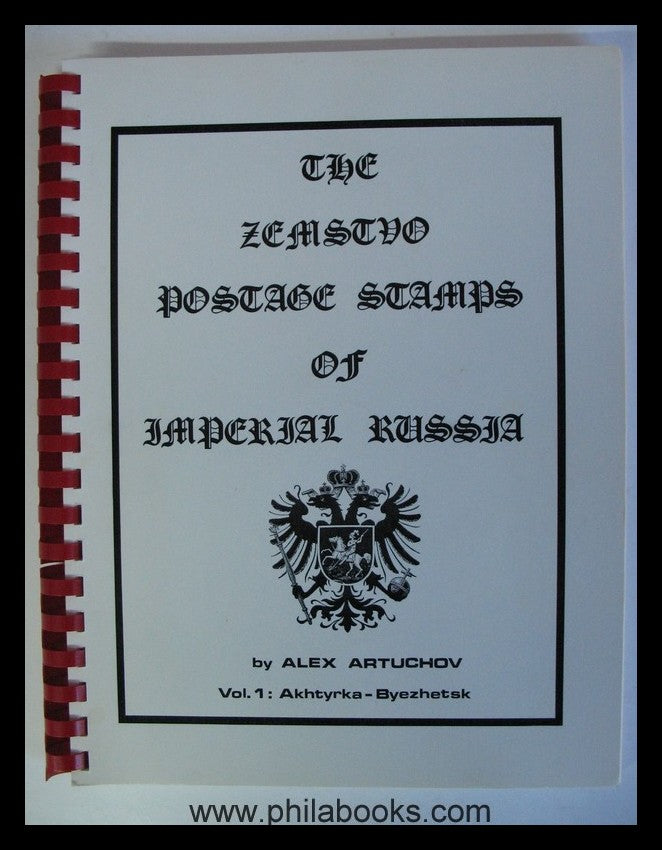 THE
ZEMSTVO
POSTAGE STAMPS
OF
IMPERIAL RUSSIA
by ALEX ARTUCHOV
Vol. 1: Akhtyrka - Byezhetsk
www.philabooks.com